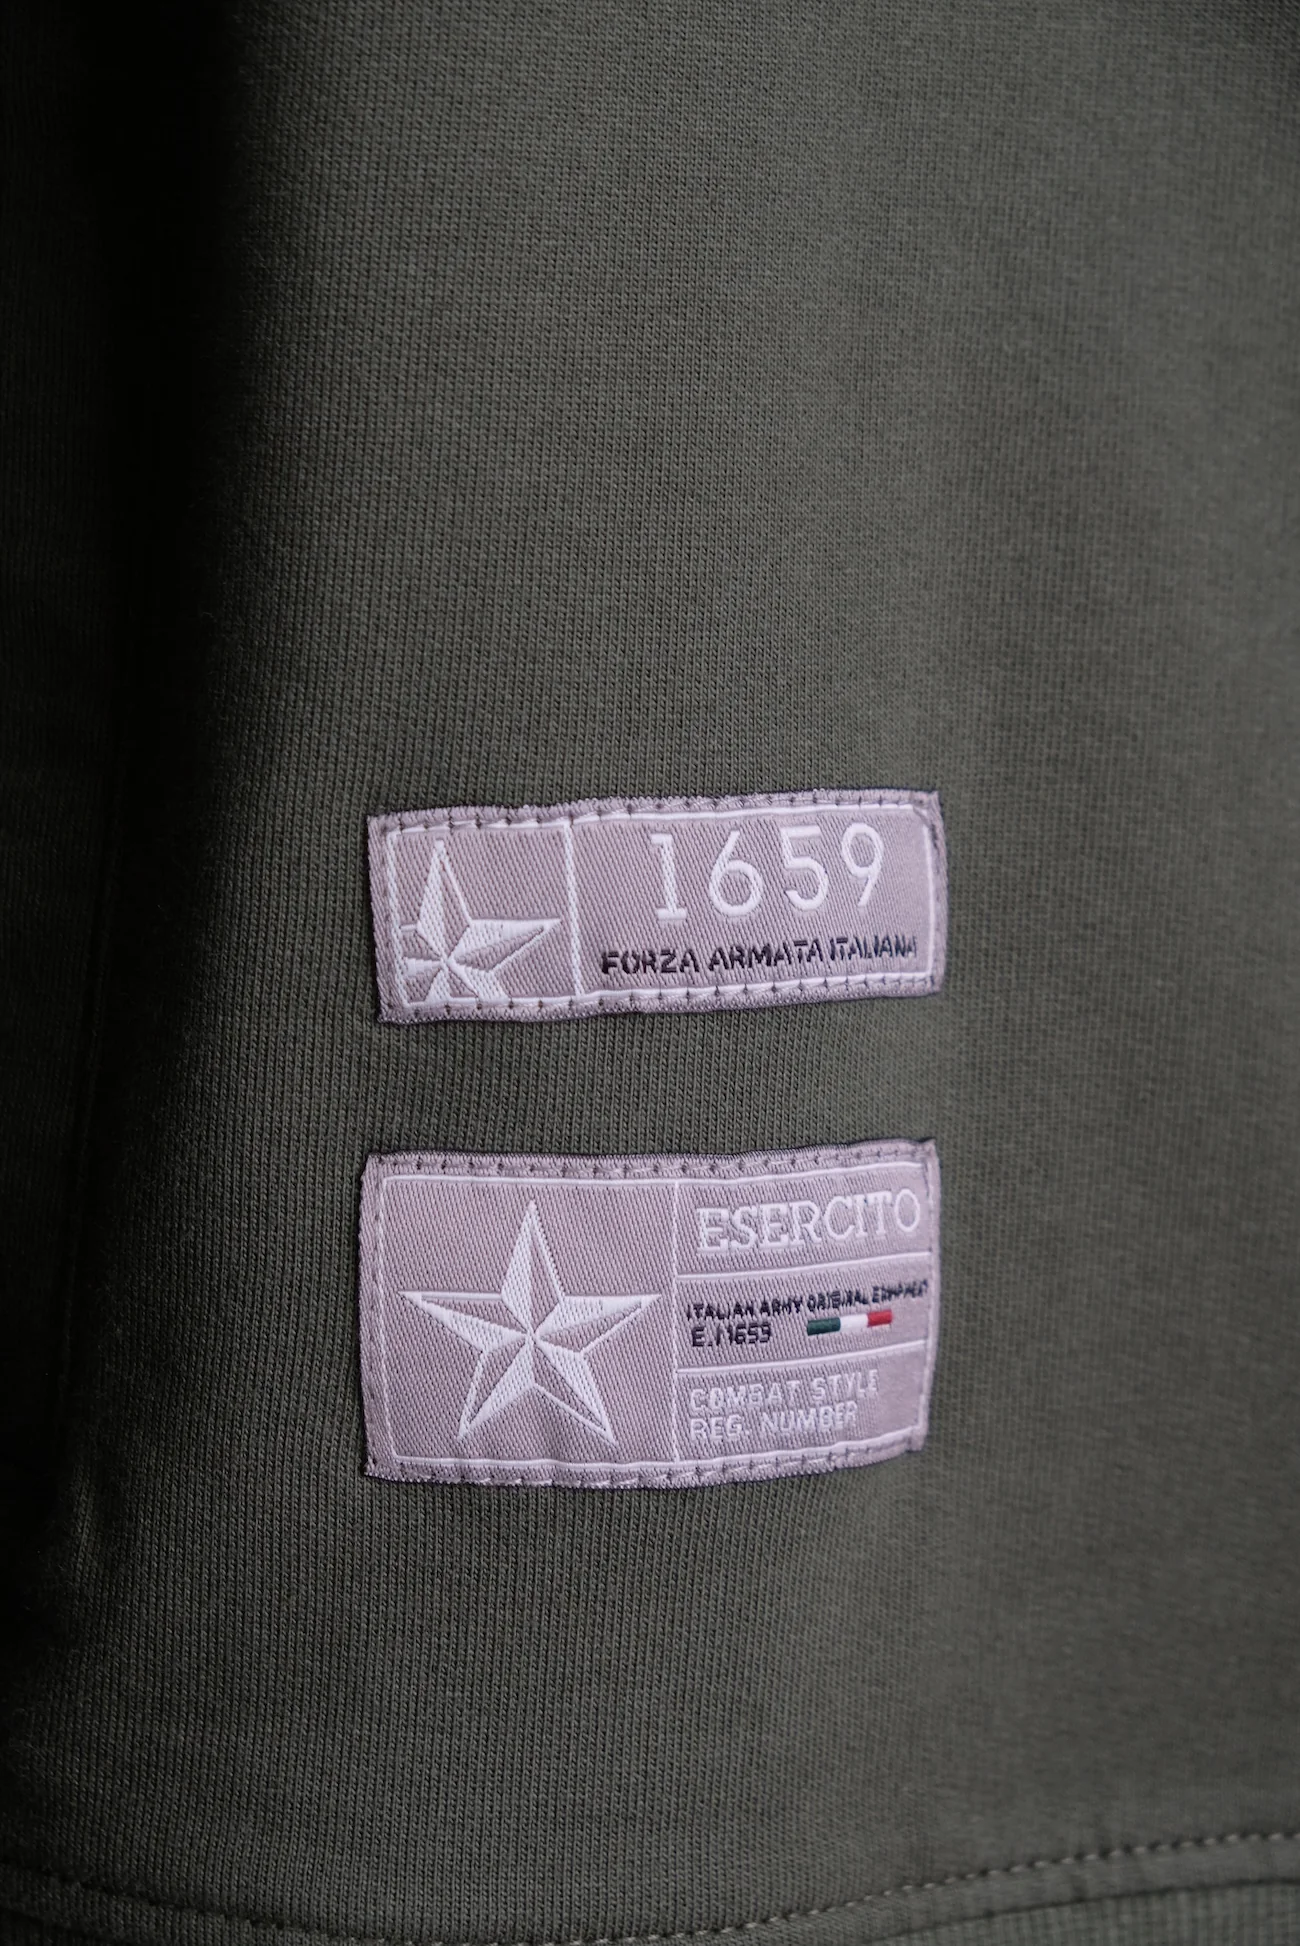 1659
FORZA ARMATA ITALIANA
ESERCITO
ITALIAN ARMY ORIGINAL EQUIPMENT
E.I 1659
COMBAT STYLE
REG. NUMBER